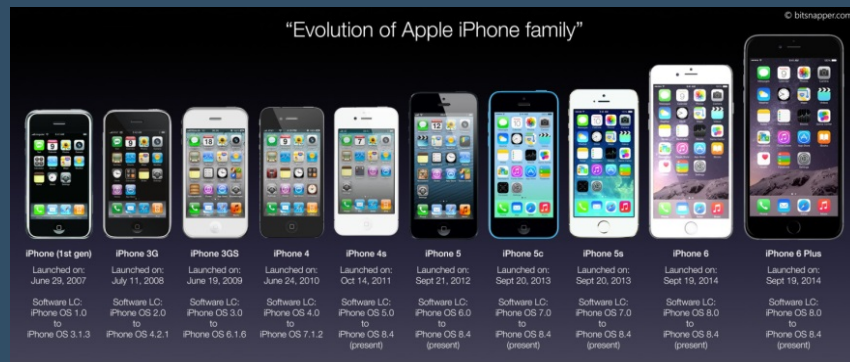 © bitsnapper.com
“Evolution of Apple iPhone family”
iPhone (1st gen)
Launched on:
June 29, 2007
Software LC:
iPhone OS 1.0
to
iPhone OS 3.1.3
iPhone 3G
Launched on:
July 11, 2008
Software LC:
iPhone OS 2.0
to
iPhone OS 4.2.1
iPhone 3GS
Launched on:
June 19, 2009
Software LC:
iPhone OS 3.0
to
iPhone OS 6.1.6
iPhone 4
Launched on:
June 24, 2010
Software LC:
iPhone OS 4.0
to
iPhone OS 7.1.2
iPhone 4s
Launched on:
Oct 14, 2011
Software LC:
iPhone OS 5.0
to
iPhone OS 8.4
(present)
iPhone 5
Launched on:
Sept 21, 2012
Software LC:
iPhone OS 6.0
to
iPhone OS 8.4
(present)
iPhone 5c
Launched on:
Sept 20, 2013
Software LC:
iPhone OS 7.0
to
iPhone OS 8.4
(present)
iPhone 5s
Launched on:
Sept 20, 2013
Software LC:
iPhone OS 7.0
to
iPhone OS 8.4
(present)
iPhone 6
Launched on:
Sept 19, 2014
Software LC:
iPhone OS 8.0
to
iPhone OS 8.4
(present)
iPhone 6 Plus
Launched on:
Sept 19, 2014
Software LC:
iPhone OS 8.0
to
iPhone OS 8.4
(present)